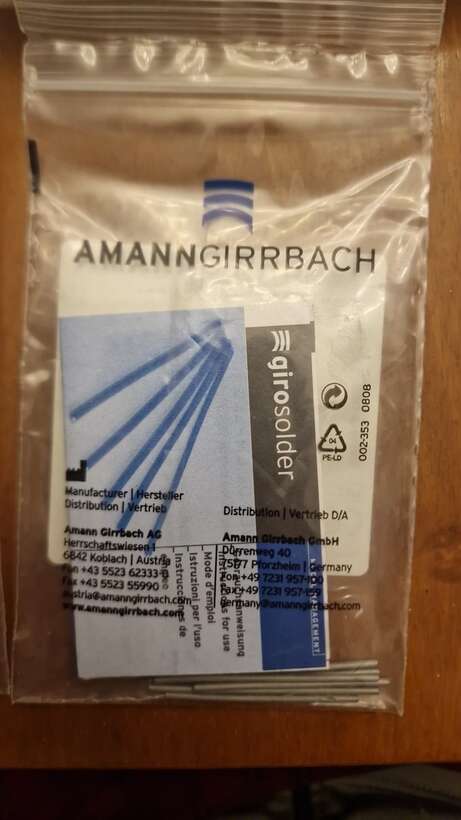 AMANNGIRRBACH
girosolder
04
PE-LD
002-353 0808
Manufacturer | Hersteller
Distribution | Vertrieb
Amann Girrbach AG
Herrschaftswiesen 1
6842 Koblach | Austria
Fon +43 5523 62333-0
Fax +43 5523 55990
austria@amanngirrbach.com
www.amanngirrbach.com
Distribution | Vertrieb D/A
Amann Girrbach GmbH
Dürrenweg 40
75177 Pforzheim | Germany
Fon +49 7231 957-100
Fax +49 7231 957-159
germany@amanngirrbach.com
Instructions for use
Mode d'emploi
Istruzioni per l'uso
Instrucciones de